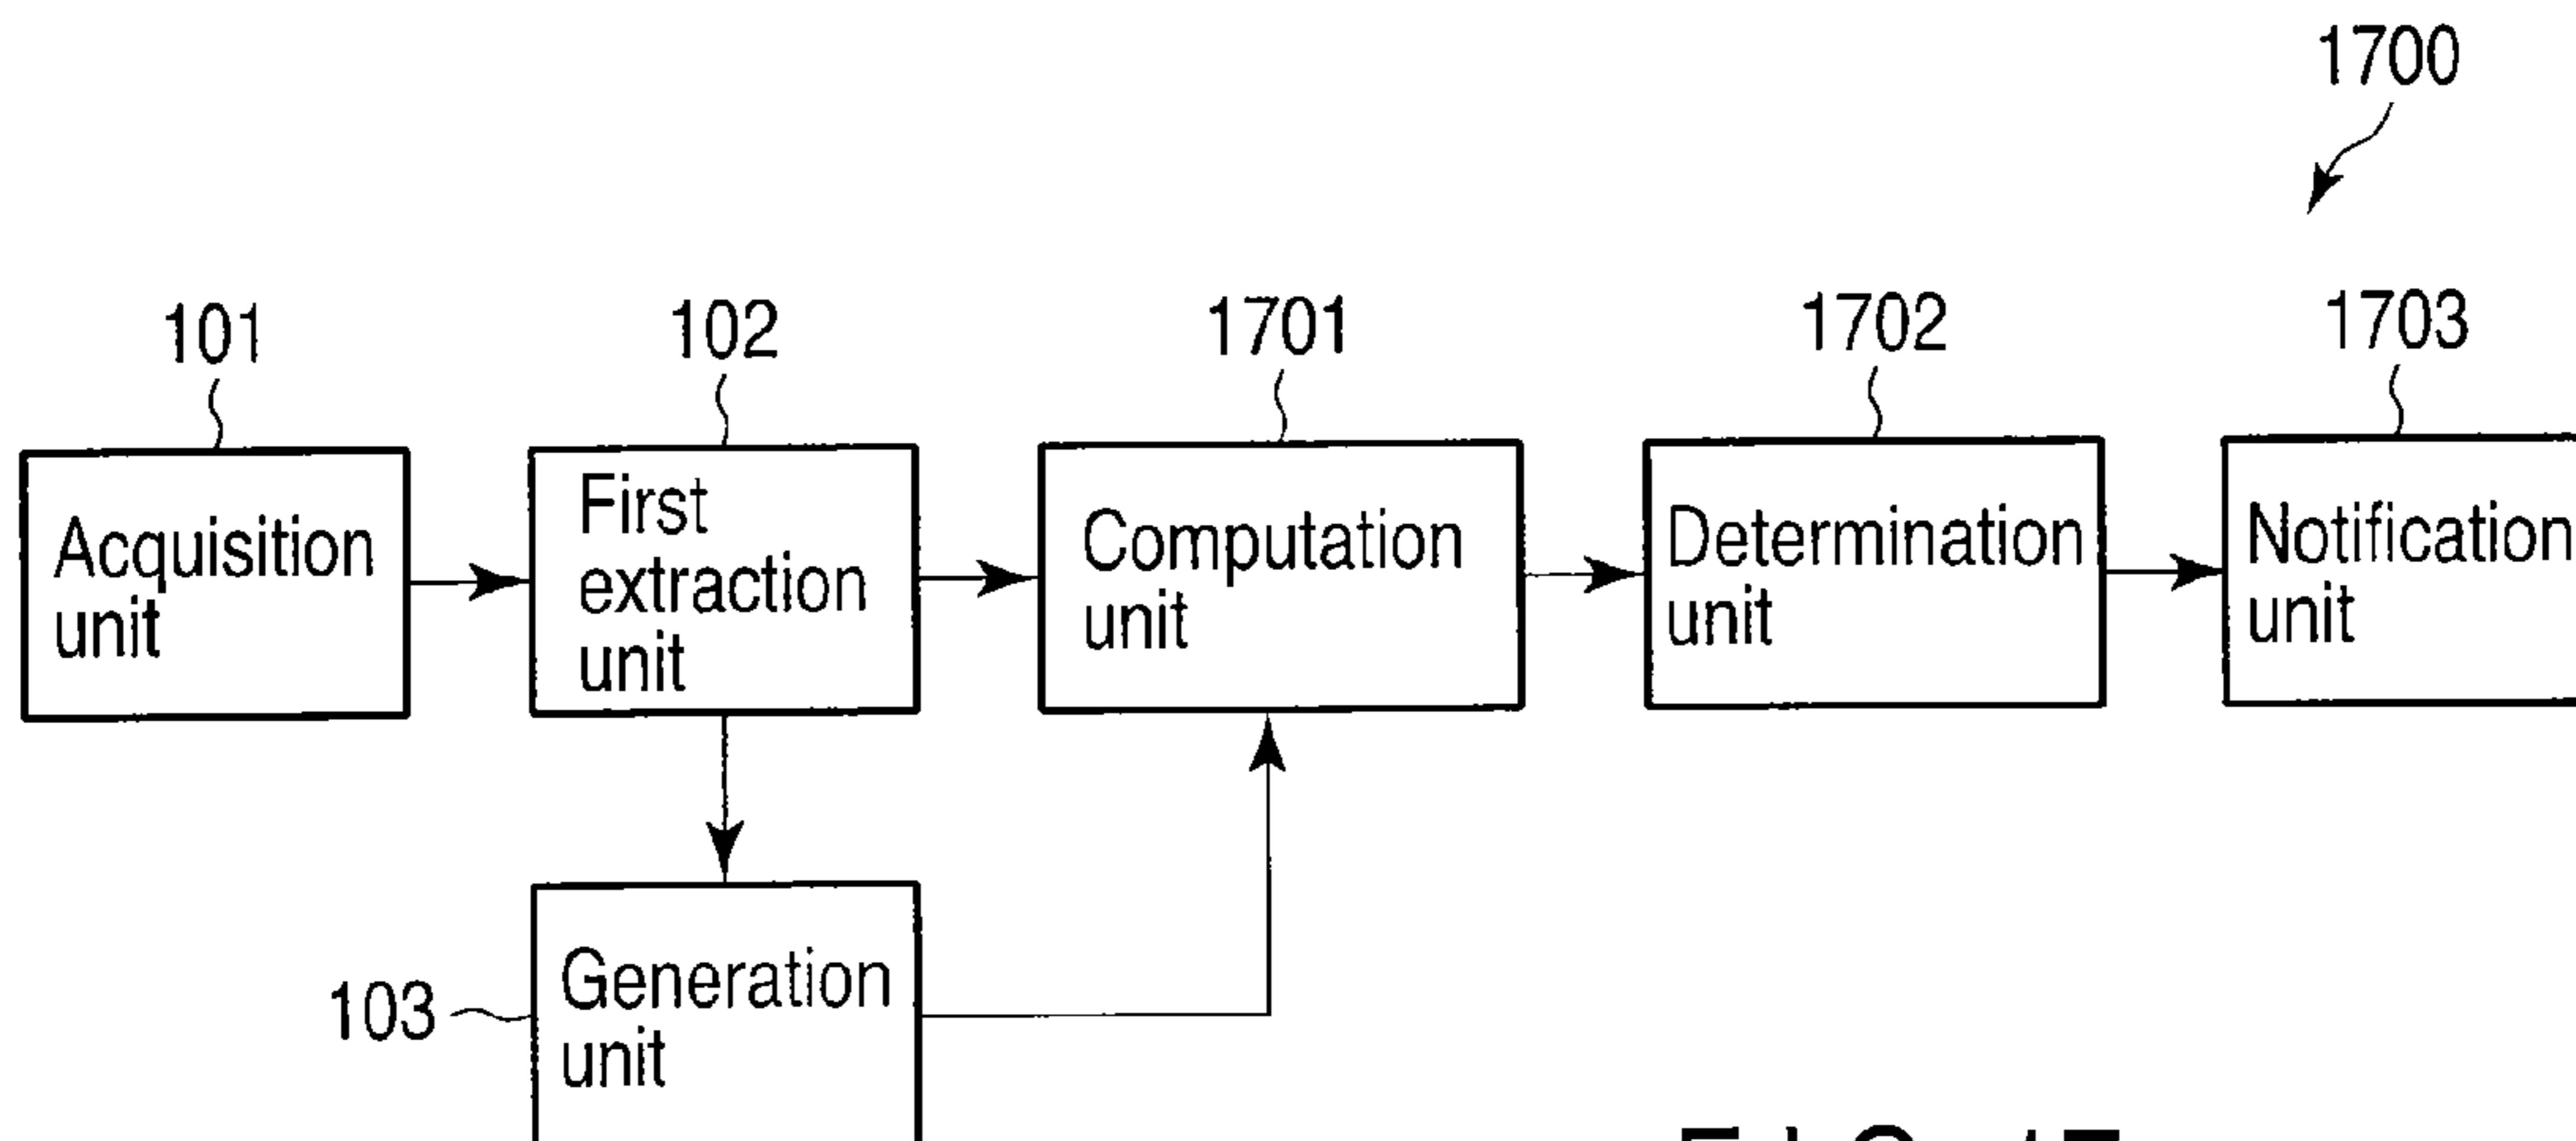 1700
101
102
1701
1702
1703
Acquisition
unit
First
extraction
unit
Computation
unit
Determination
unit
Notification
unit
103
Generation
unit